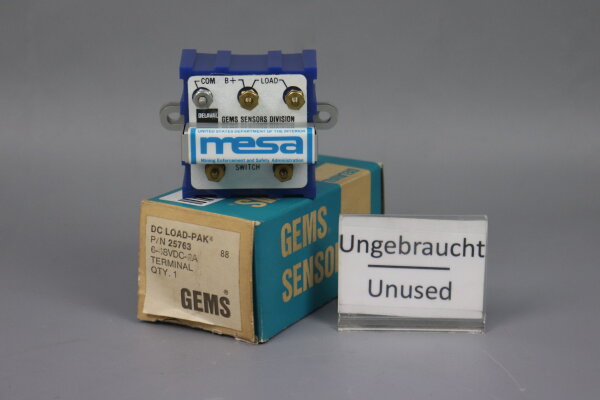 COM B+ LOAD
DELAVAL
GEMS SENSORS DIVISION
UNITED STATES DEPARTMENT OF THE INTERIOR
mesa
Mining Enforcement and Safety Administration
SWITCH
DC LOAD-PAK®
P/N 25763
88
TERMINAL
QTY. 1
GEMS®
GEMS
SENSOR
Ungebraucht
Unused